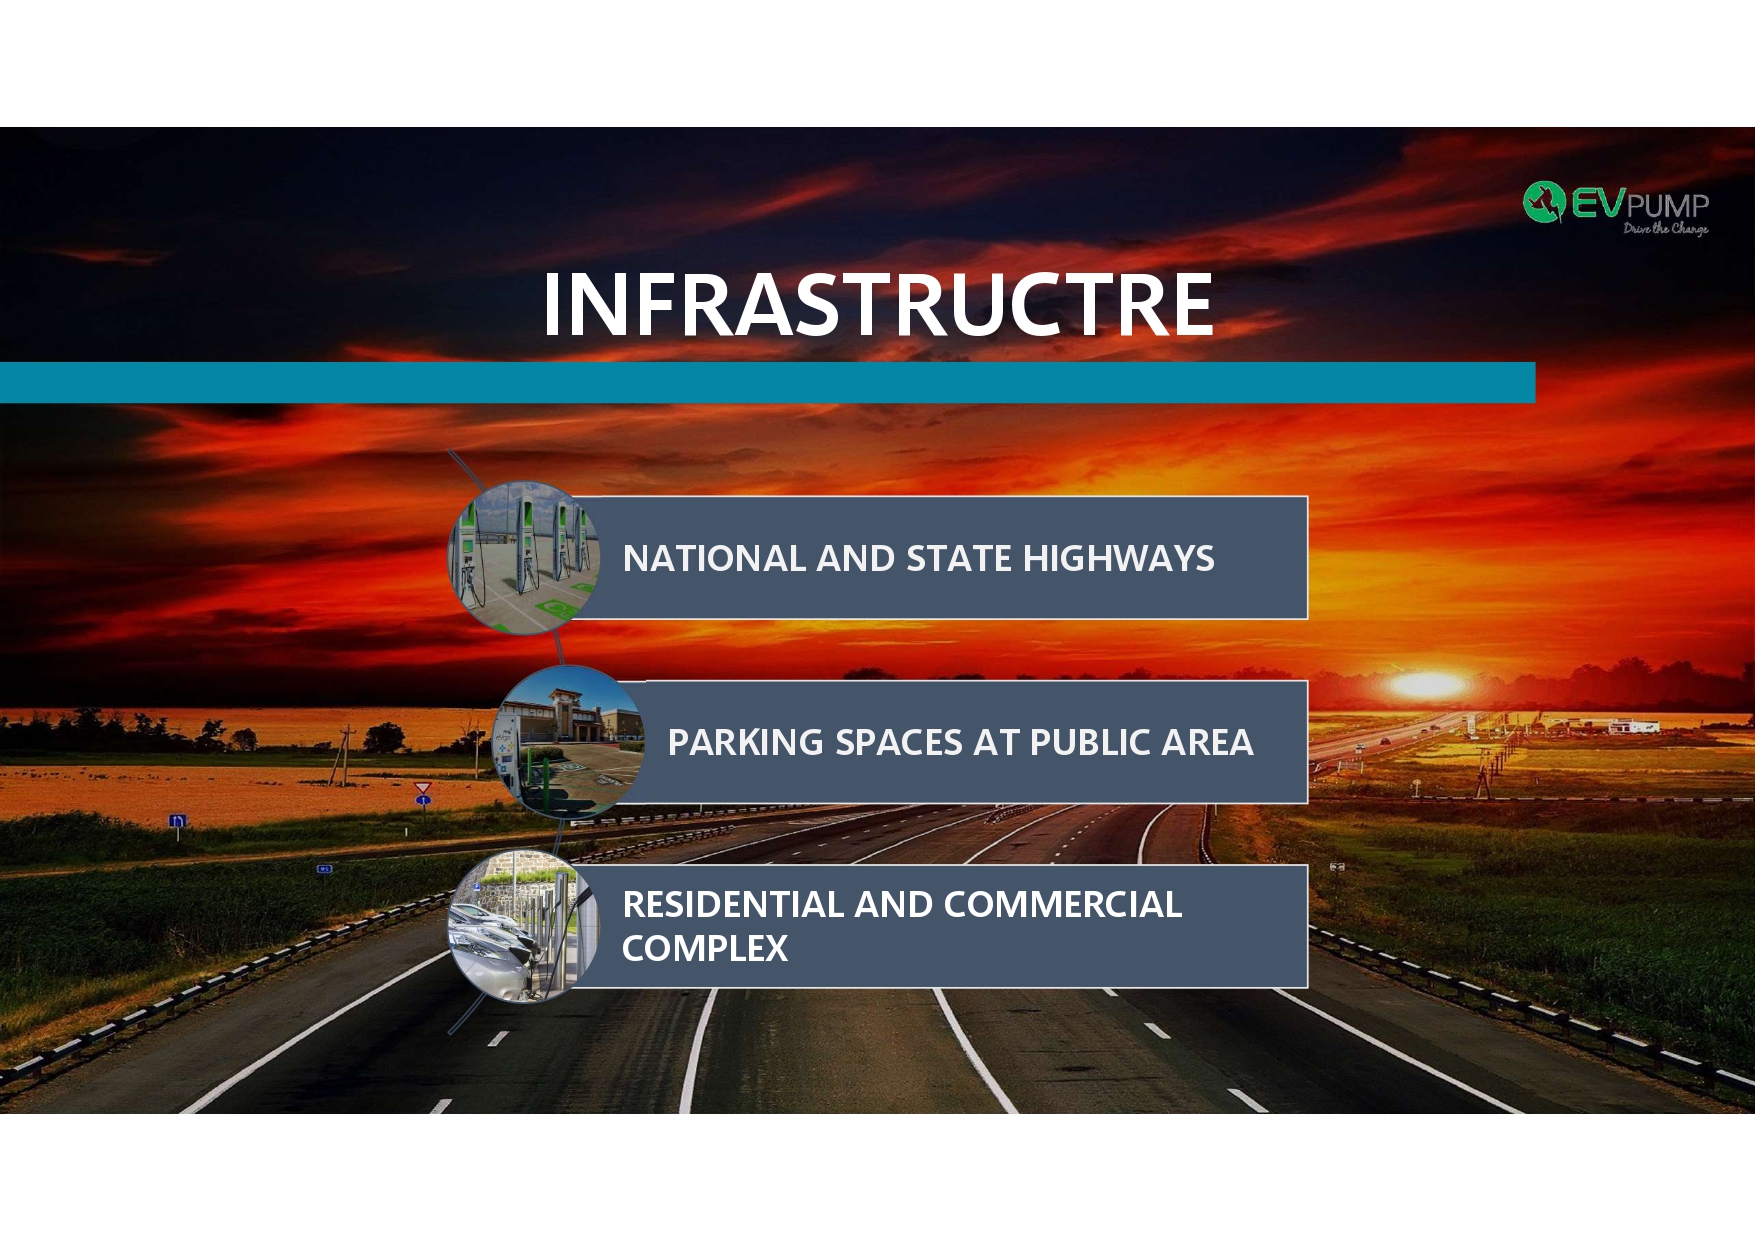 EVPUMP
Drive the Change
INFRASTRUCTRE
NATIONAL AND STATE HIGHWAYS
PARKING SPACES AT PUBLIC AREA
RESIDENTIAL AND COMMERCIAL
COMPLEX